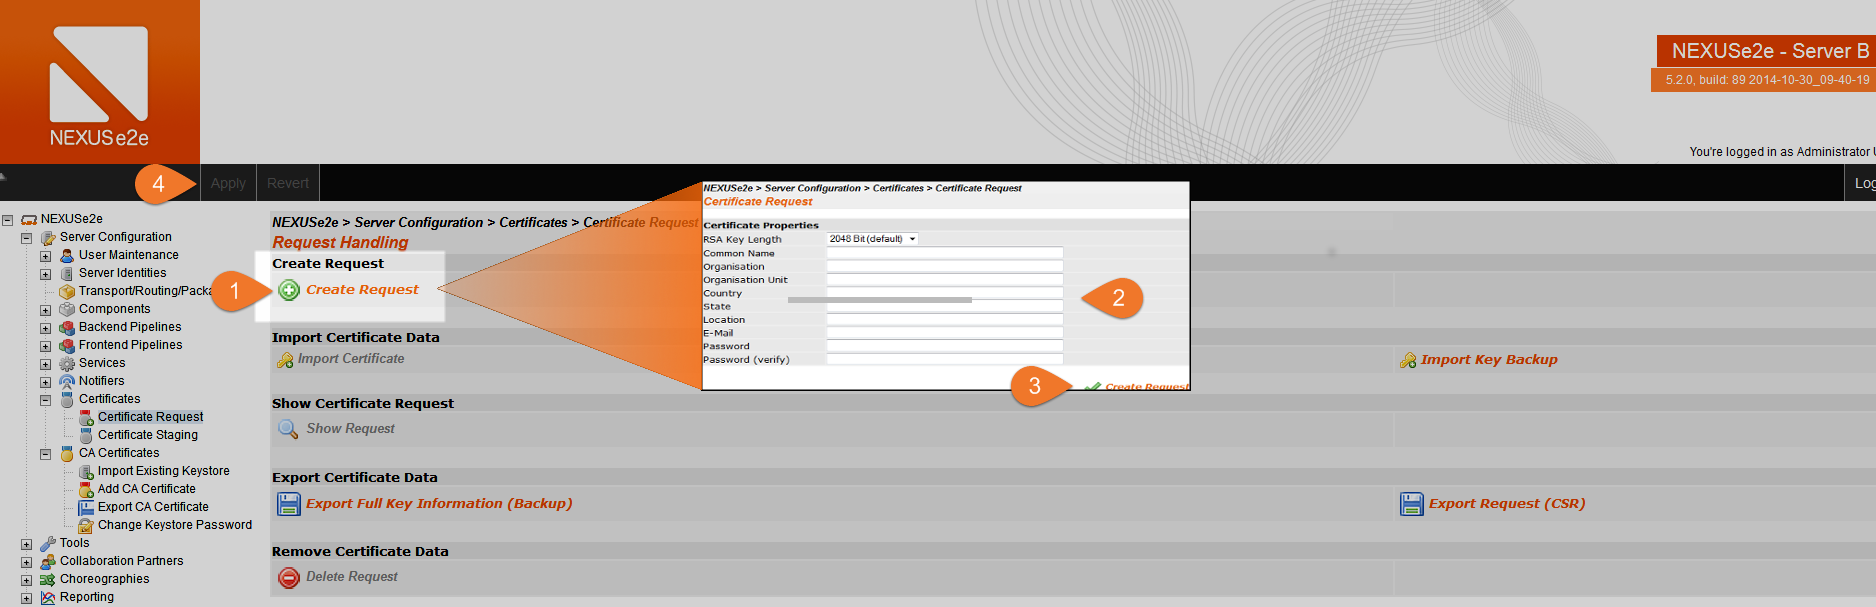 NEXUSe2e
NEXUSe2e - Server B
5.2.0, build: 89 2014-10-30_09-40-19
You're logged in as Administrator
4
Apply
Revert
Log
NEXUSe2e
Server Configuration
User Maintenance
Server Identities
Transport/Routing/Packa
Components
Backend Pipelines
Frontend Pipelines
Services
Notifiers
Certificates
Certificate Request
Certificate Staging
CA Certificates
Import Existing Keystore
Add CA Certificate
Export CA Certificate
Change Keystore Password
Tools
Collaboration Partners
Choreographies
Reporting
NEXUSe2e > Server Configuration > Certificates > Certificate Request
Request Handling
Create Request
1
Create Request
Import Certificate Data
Import Certificate
Import Key Backup
Show Certificate Request
Show Request
Export Certificate Data
Export Full Key Information (Backup)
Export Request (CSR)
Remove Certificate Data
Delete Request
NEXUSe2e > Server Configuration > Certificates > Certificate Request
Certificate Request
Certificate Properties
RSA Key Length 2048 Bit (default)
Common Name
Organisation
Organisation Unit
Country
State
Location
E-Mail
Password
Password (verify)
2
3
Create Request